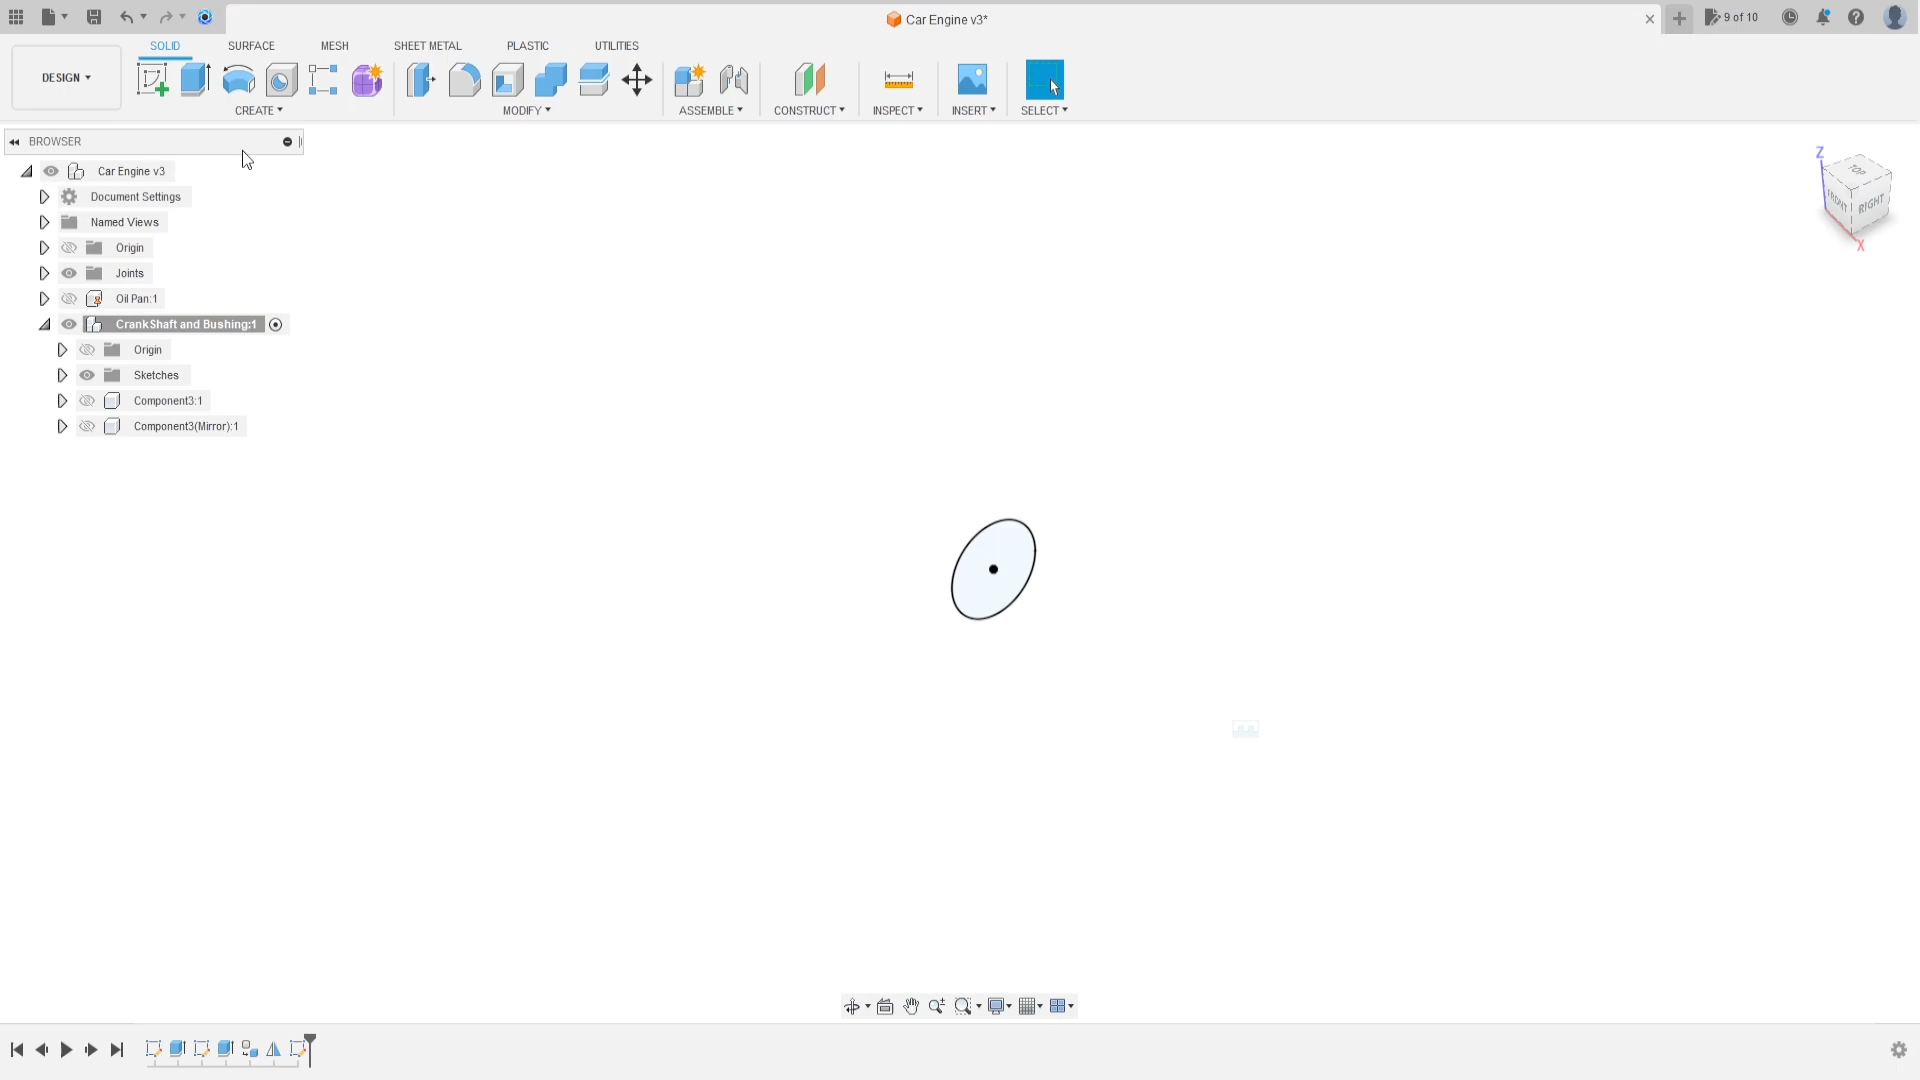 Car Engine v3*
9 of 10
SOLID
SURFACE
MESH
SHEET METAL
PLASTIC
UTILITIES
DESIGN
CREATE
MODIFY
ASSEMBLE
CONSTRUCT
INSPECT
INSERT
SELECT
BROWSER
Car Engine v3
Document Settings
Named Views
Origin
Joints
Oil Pan:1
CrankShaft and Bushing:1
Origin
Sketches
Component3:1
Component3(Mirror):1
Z
TOP
FRONT
RIGHT
X